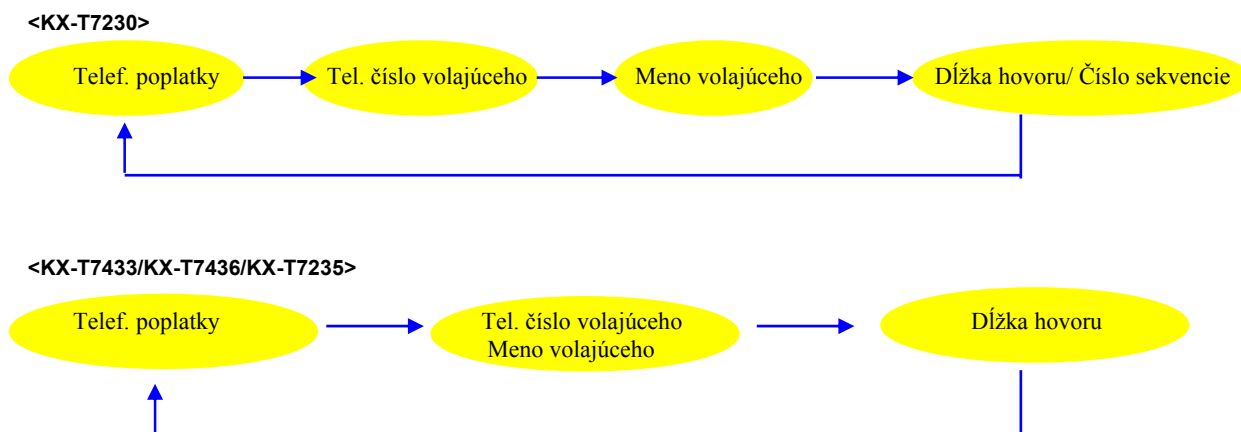 <KX-T7230>
Telef. poplatky
Tel. číslo volajúceho
Meno volajúceho
Dĺžka hovoru/ Číslo sekvencie
<KX-T7433/KX-T7436/KX-T7235>
Telef. poplatky
Tel. číslo volajúceho
Meno volajúceho
Dĺžka hovoru